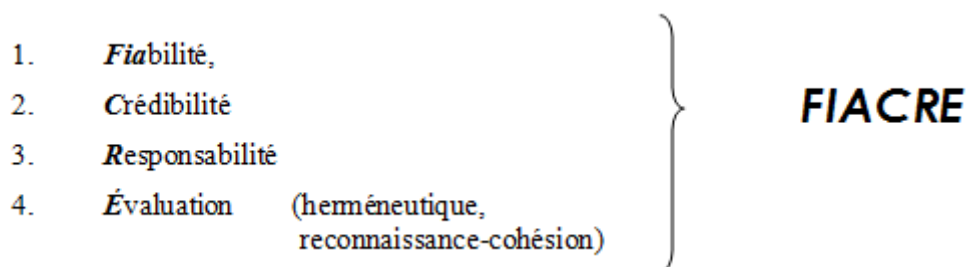 1. Fiabilité,
2. Crédibilité
3. Responsabilité
4. Évaluation (herméneutique,
reconnaissance-cohésion)
FIACRE